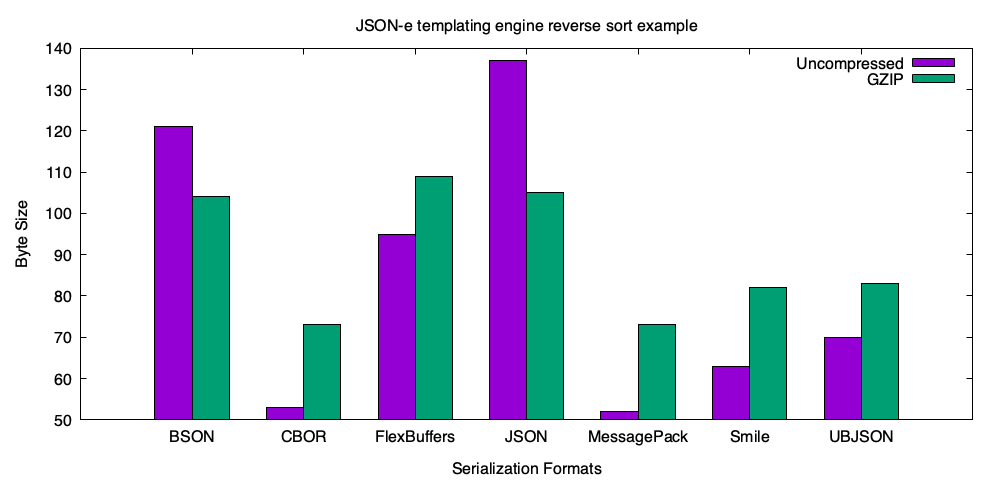 JSON-e templating engine reverse sort example
140
130
120
110
100
90
80
70
60
50
Byte Size
Uncompressed
GZIP
BSON CBOR FlexBuffers JSON MessagePack Smile UBJSON
Serialization Formats